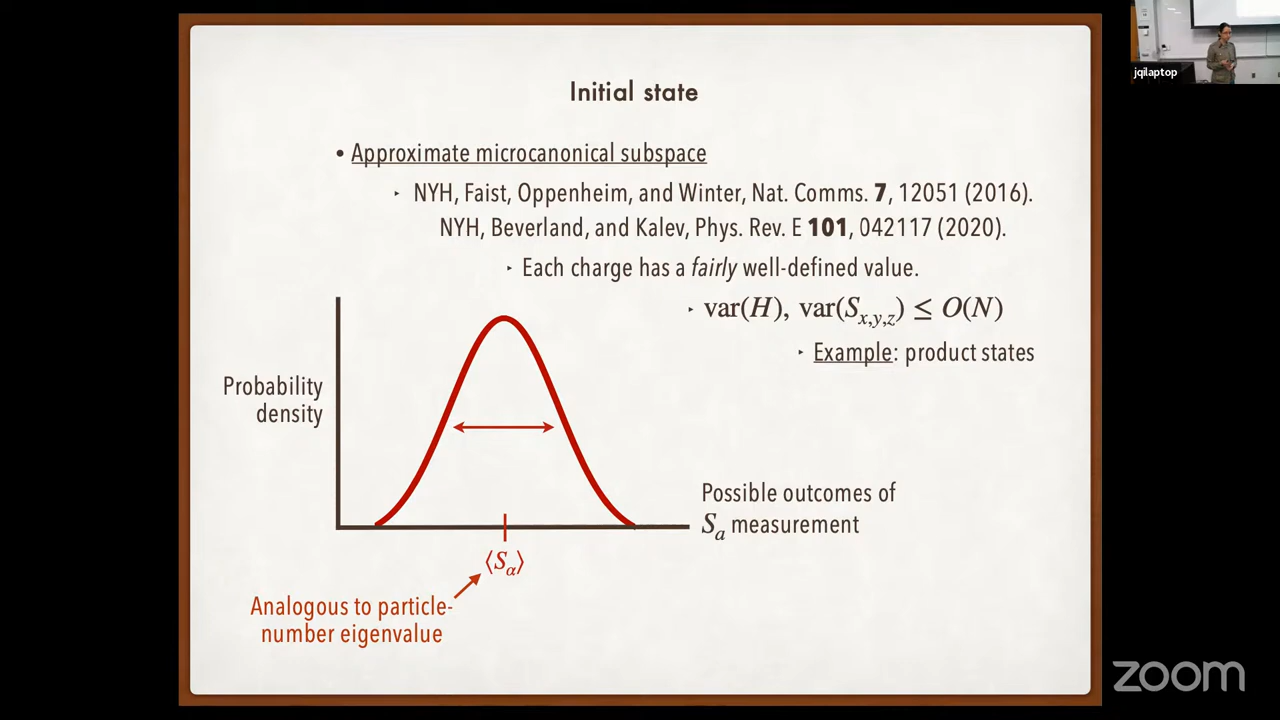 Initial state
• Approximate microcanonical subspace
‣ NYH, Faist, Oppenheim, and Winter, Nat. Comms. 7, 12051 (2016).
NYH, Beverland, and Kalev, Phys. Rev. E 101, 042117 (2020).
‣ Each charge has a fairly well-defined value.
‣ var(H), var(S_{x,y,z}) ≤ O(N)
‣ Example: product states
Probability
density
Possible outcomes of
S_a measurement
⟨S_α⟩
Analogous to particle-
number eigenvalue
jqilaptop
zoom